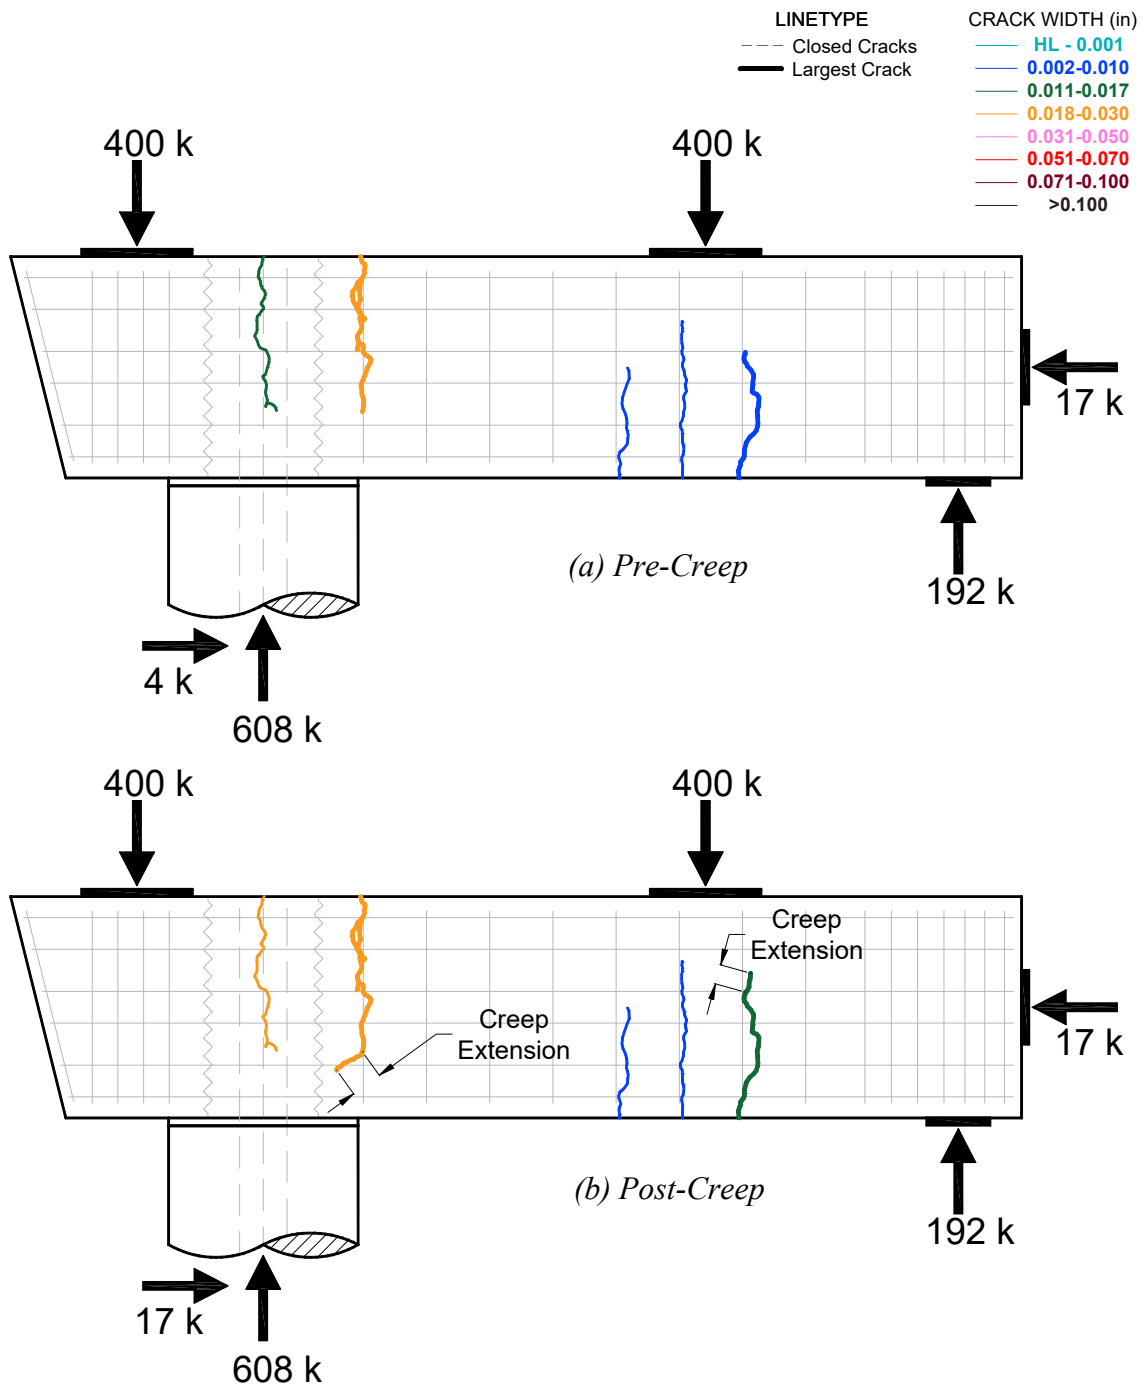 LINETYPE
Closed Cracks
Largest Crack
CRACK WIDTH (in)
HL - 0.001
0.002-0.010
0.011-0.017
0.018-0.030
0.031-0.050
0.051-0.070
0.071-0.100
>0.100
400 k
400 k
17 k
(a) Pre-Creep
192 k
4 k
608 k
400 k
400 k
Creep
Extension
Creep
Extension
17 k
(b) Post-Creep
192 k
17 k
608 k